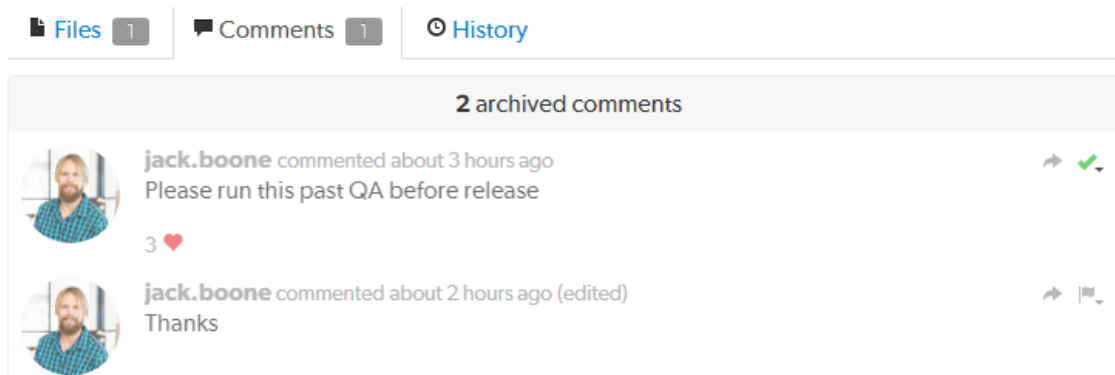 Files 1 Comments 1 History
2 archived comments
jack.boone commented about 3 hours ago
Please run this past QA before release
3
jack.boone commented about 2 hours ago (edited)
Thanks